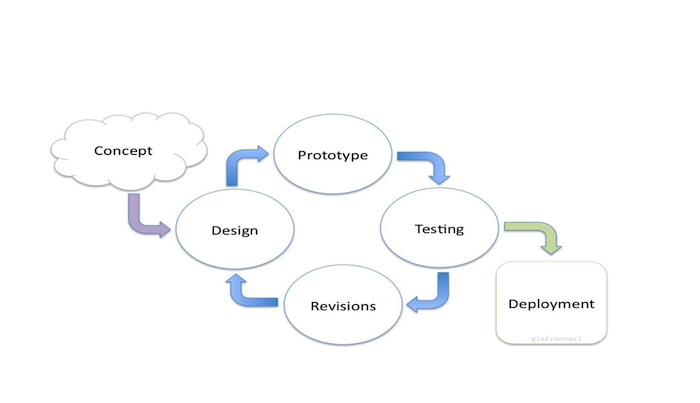 Concept
Prototype
Design
Testing
Revisions
Deployment